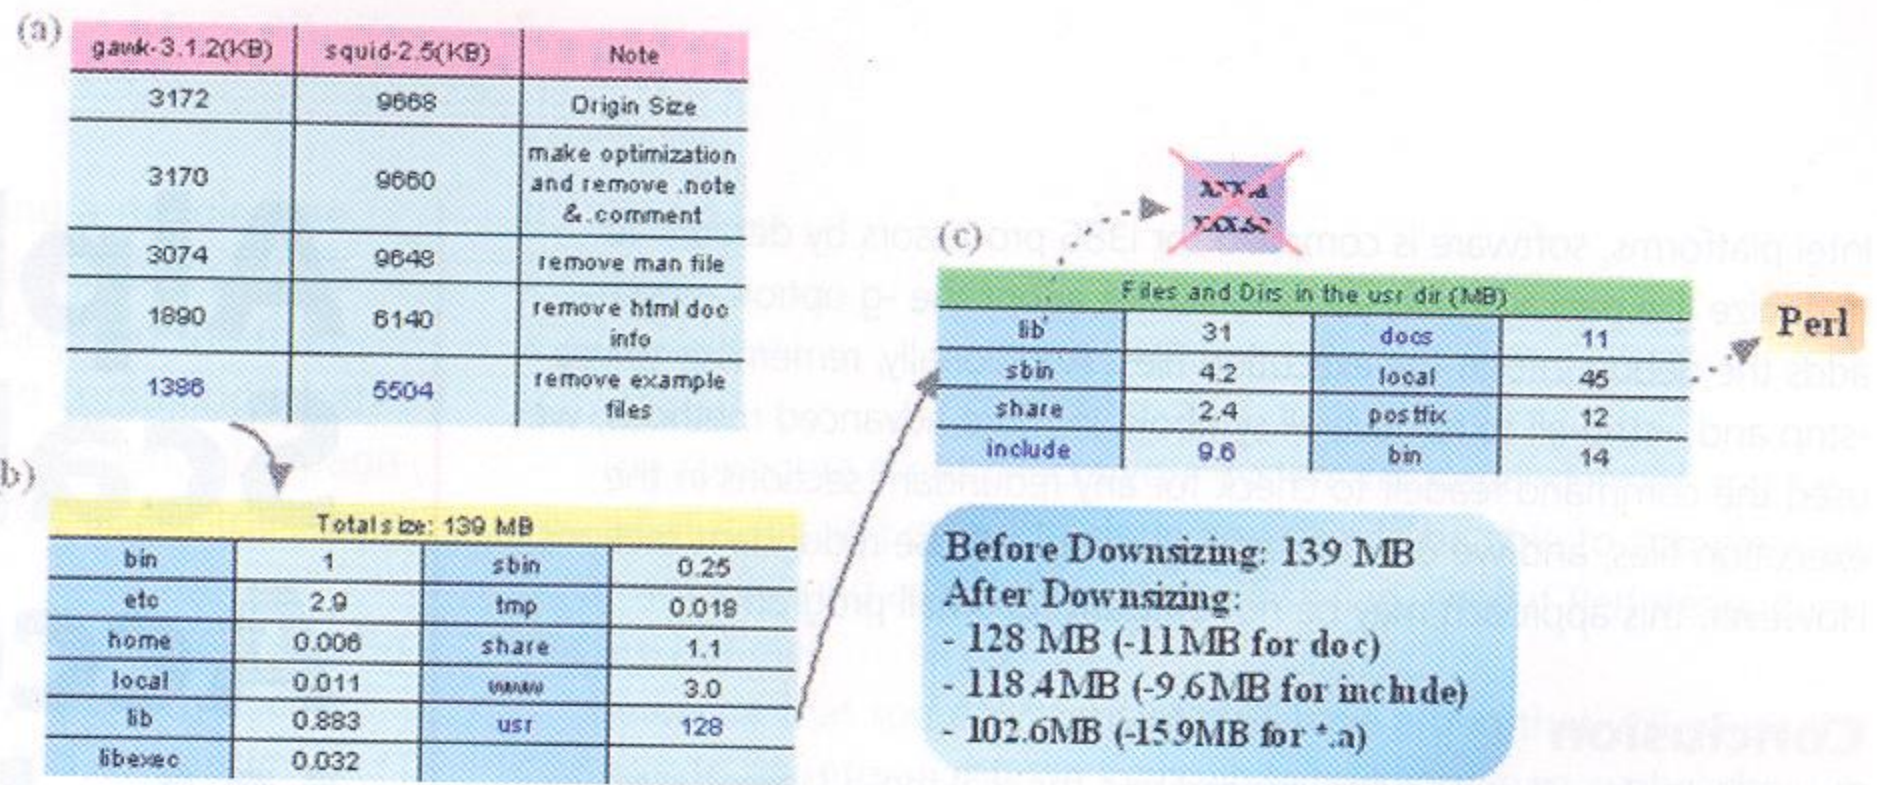 (a)
gawk-3.1.2(KB) squid-2.5(KB) Note
3172 9668 Origin Size
3170 9660 make optimization
and remove .note
& .comment
3074 9648 remove man file
1890 6140 remove html doc
info
1386 5504 remove example
files
b)
Total size: 139 MB
bin 1 sbin 0.25
etc 2.9 tmp 0.018
home 0.006 share 1.1
local 0.011 www 3.0
lib 0.883 usr 128
libexec 0.032
(c)
Files and Dirs in the usr dir (MB)
lib* 31 docs 11
sbin 4.2 local 45
share 2.4 postfix 12
include 9.6 bin 14
Perl
Before Downsizing: 139 MB
After Downsizing:
- 128 MB (-11MB for doc)
- 118.4MB (-9.6MB for include)
- 102.6MB (-15.9MB for *.a)